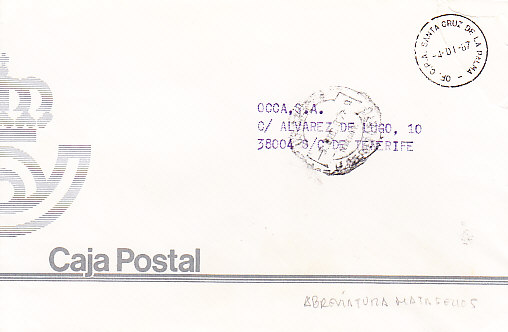 OF. C.P.A. SANTA CRUZ DE LA PALMA
-4-DI-87
OCCA,S.A.
C/ ALVAREZ DE LUGO, 10
38004-S/C DE TENERIFE
Caja Postal
ABREVIATURA MATASELLOS